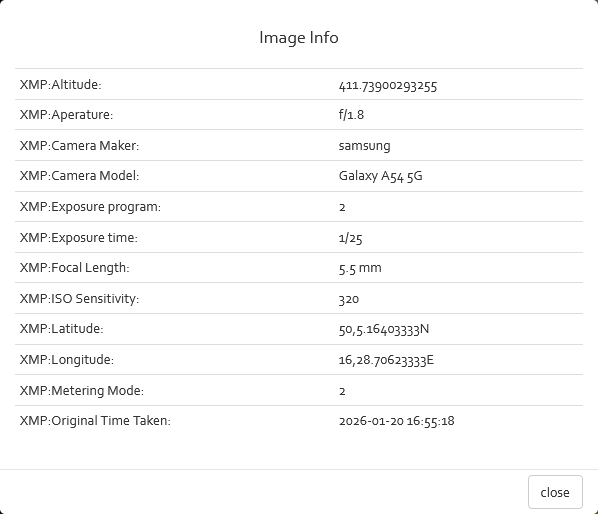 Image Info
XMP:Altitude: 411.73900293255
XMP:Aperature: f/1.8
XMP:Camera Maker: samsung
XMP:Camera Model: Galaxy A54 5G
XMP:Exposure program: 2
XMP:Exposure time: 1/25
XMP:Focal Length: 5.5 mm
XMP:ISO Sensitivity: 320
XMP:Latitude: 50,5.16403333N
XMP:Longitude: 16,28.70623333E
XMP:Metering Mode: 2
XMP:Original Time Taken: 2026-01-20 16:55:18
close